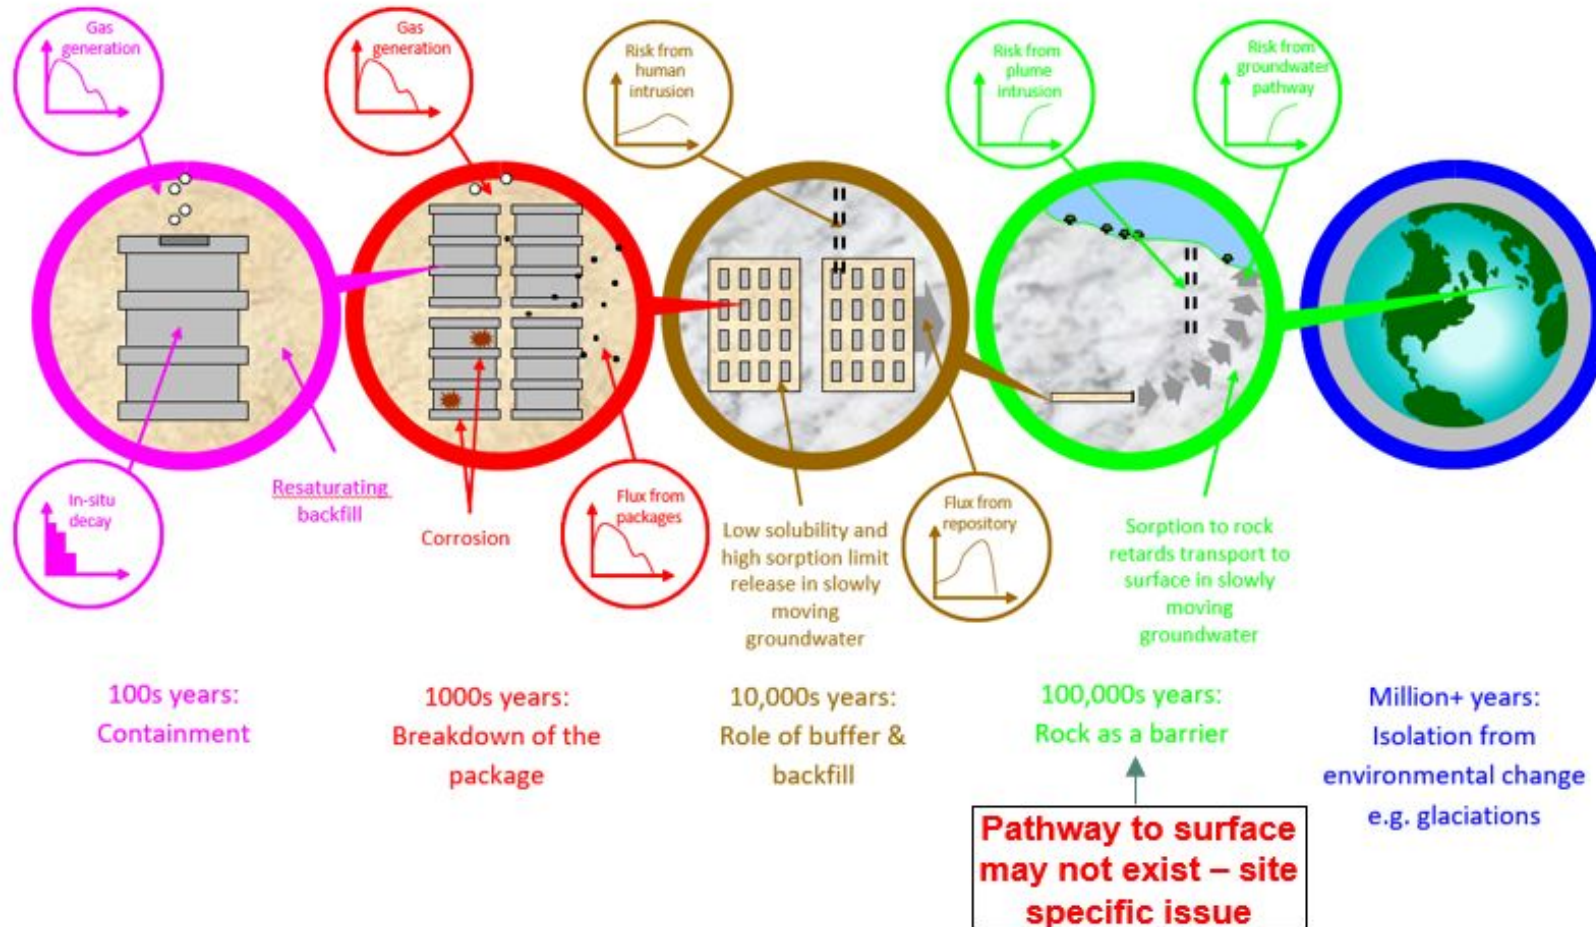 Gas
generation
Gas
generation
Risk from
human
intrusion
Risk from
plume
intrusion
Risk from
groundwater
pathway
In-situ
decay
Resaturating
backfill
Corrosion
Flux from
packages
Low solubility and
high sorption limit
release in slowly
moving
groundwater
Flux from
repository
Sorption to rock
retards transport to
surface in slowly
moving
groundwater
100s years:
Containment
1000s years:
Breakdown of the
package
10,000s years:
Role of buffer &
backfill
100,000s years:
Rock as a barrier
Million+ years:
Isolation from
environmental change
e.g. glaciations
Pathway to surface
may not exist – site
specific issue